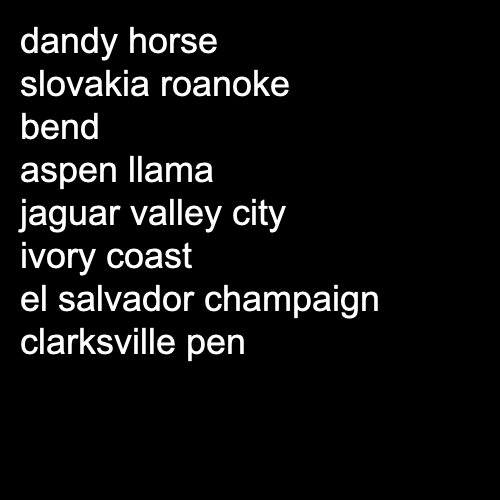 dandy horse
slovakia roanoke
bend
aspen llama
jaguar valley city
ivory coast
el salvador champaign
clarksville pen